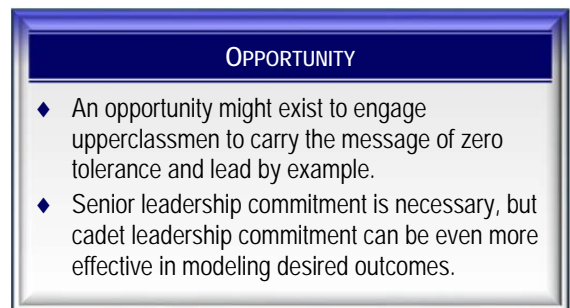 OPPORTUNITY
♦ An opportunity might exist to engage
upperclassmen to carry the message of zero
tolerance and lead by example.
♦ Senior leadership commitment is necessary, but
cadet leadership commitment can be even more
effective in modeling desired outcomes.